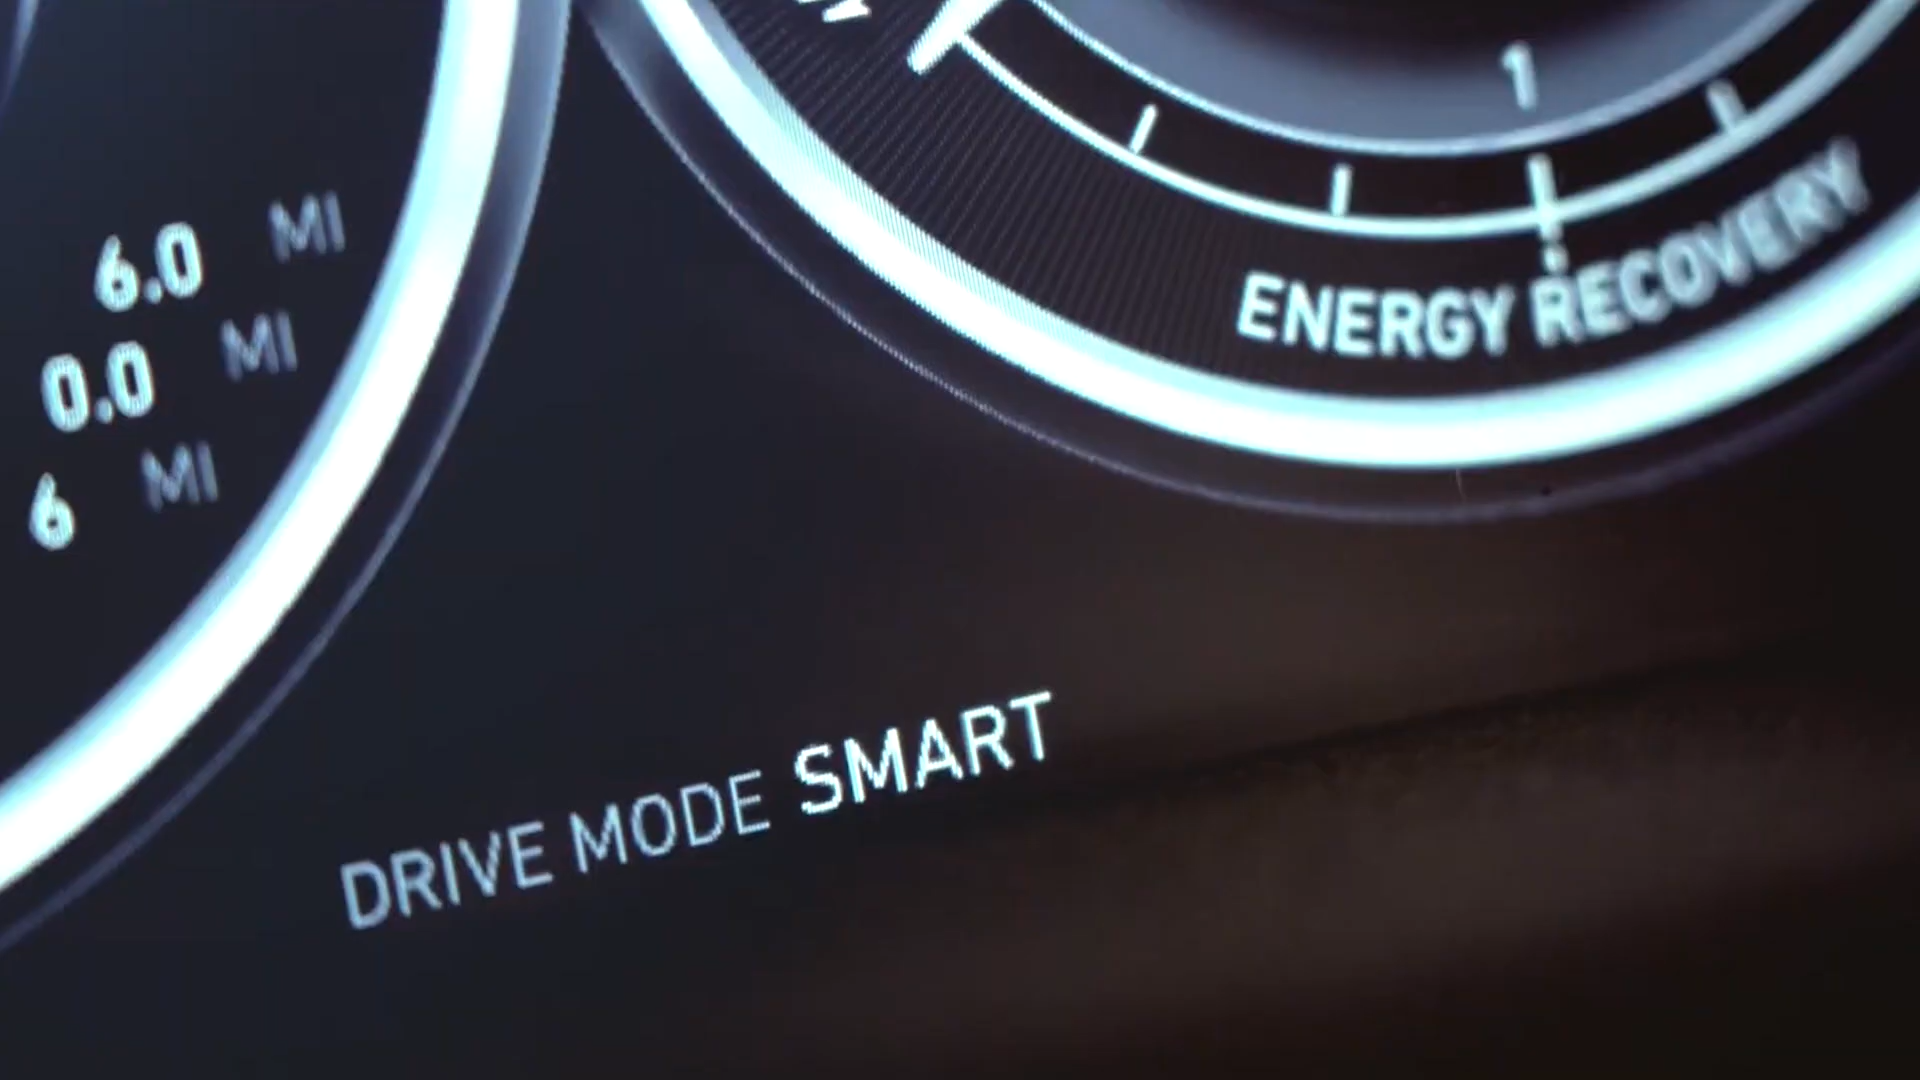 6.0 MI
0.0 MI
6 MI
1
ENERGY RECOVERY
DRIVE MODE SMART